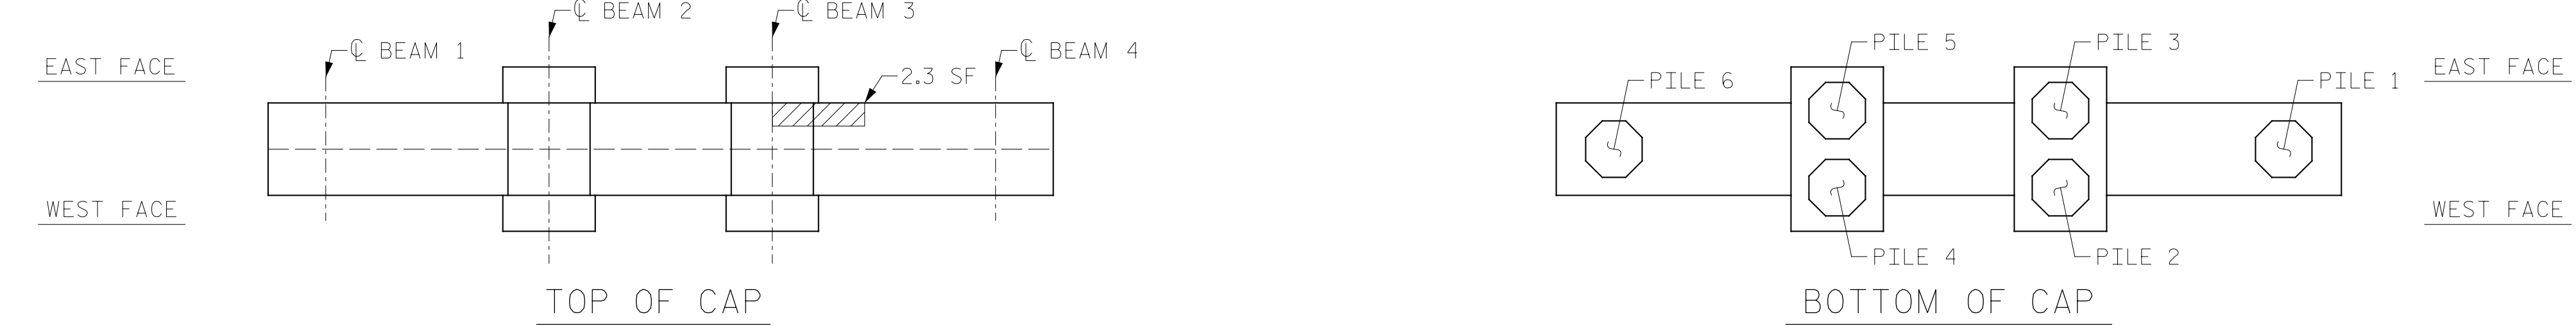 ℄ BEAM 2
℄ BEAM 3
℄ BEAM 1
℄ BEAM 4
EAST FACE
2.3 SF
WEST FACE
TOP OF CAP
PILE 5
PILE 3
PILE 6
PILE 1
EAST FACE
WEST FACE
PILE 4
PILE 2
BOTTOM OF CAP